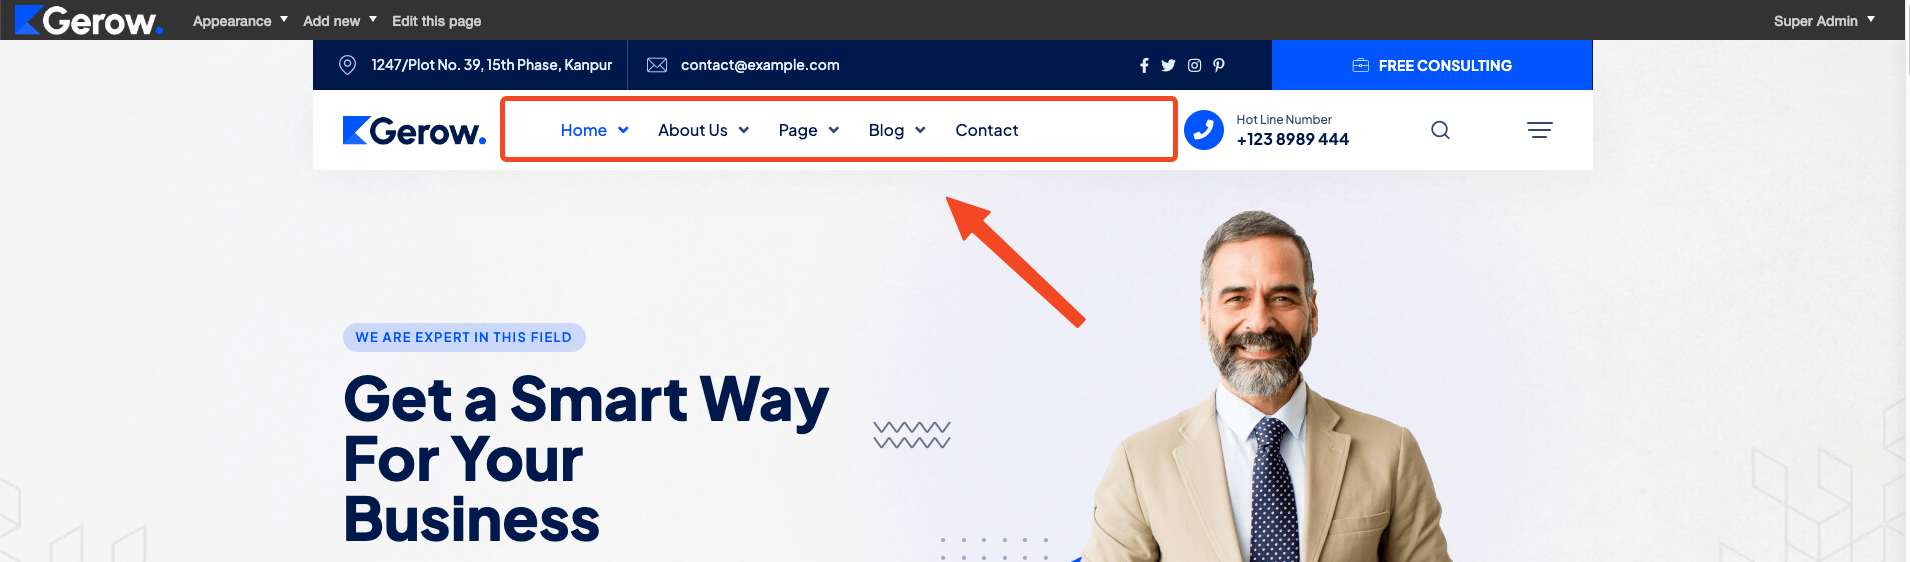 Gerow. Appearance Add new Edit this page Super Admin
1247/Plot No. 39, 15th Phase, Kanpur contact@example.com FREE CONSULTING
Gerow. Home About Us Page Blog Contact
Hot Line Number
+123 8989 444
WE ARE EXPERT IN THIS FIELD
Get a Smart Way
For Your
Business